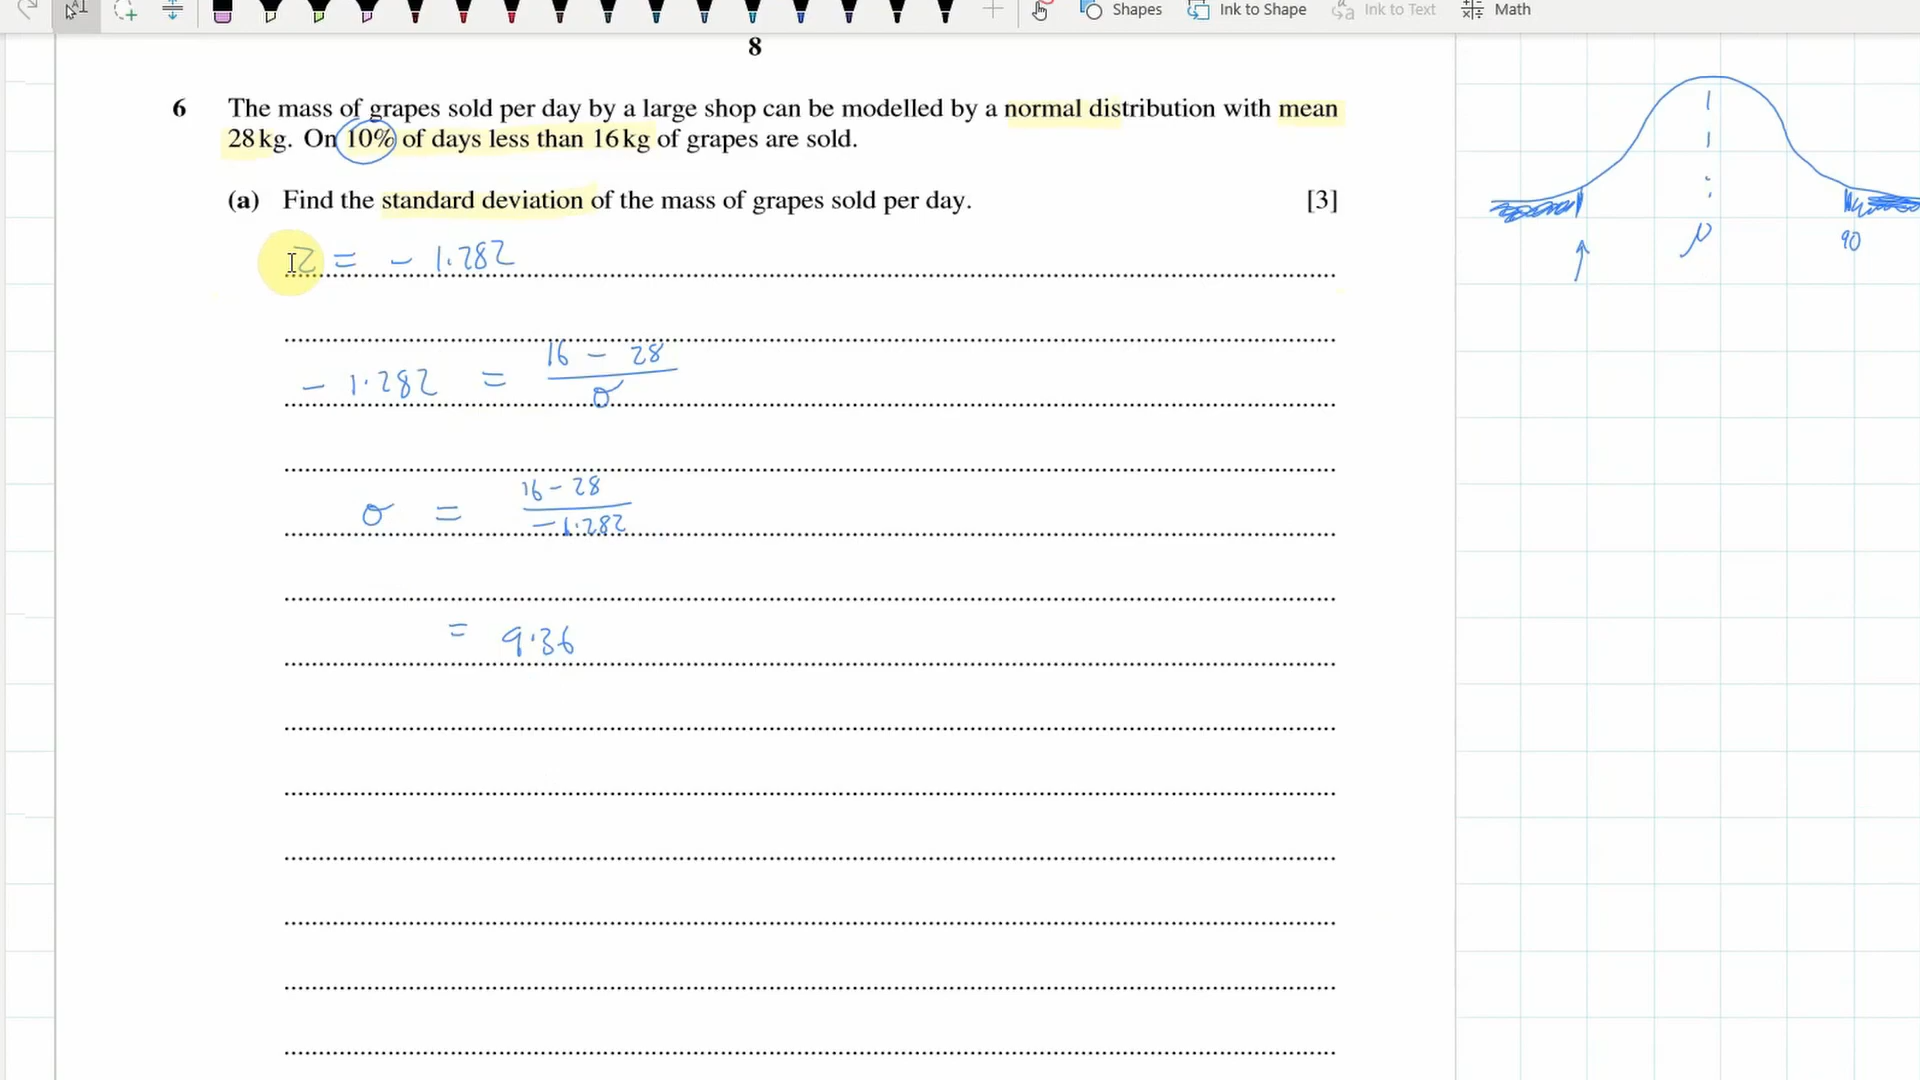 Shapes Ink to Shape Ink to Text Math
8
6 The mass of grapes sold per day by a large shop can be modelled by a normal distribution with mean
28 kg. On 10% of days less than 16 kg of grapes are sold.
(a) Find the standard deviation of the mass of grapes sold per day. [3]
z = - 1.282
- 1.282 = 16 - 28 / σ
σ = 16 - 28 / - 1.282
= 9.36
μ
90